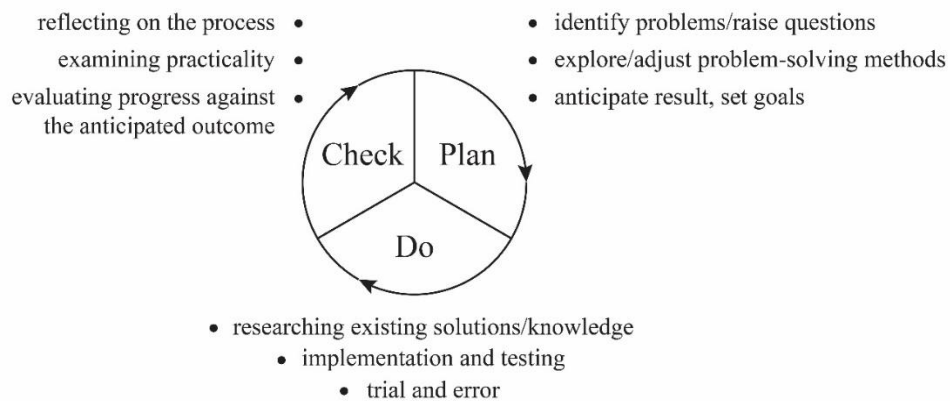 reflecting on the process •
examining practicality •
evaluating progress against •
the anticipated outcome
• identify problems/raise questions
• explore/adjust problem-solving methods
• anticipate result, set goals
Check
Plan
Do
• researching existing solutions/knowledge
• implementation and testing
• trial and error